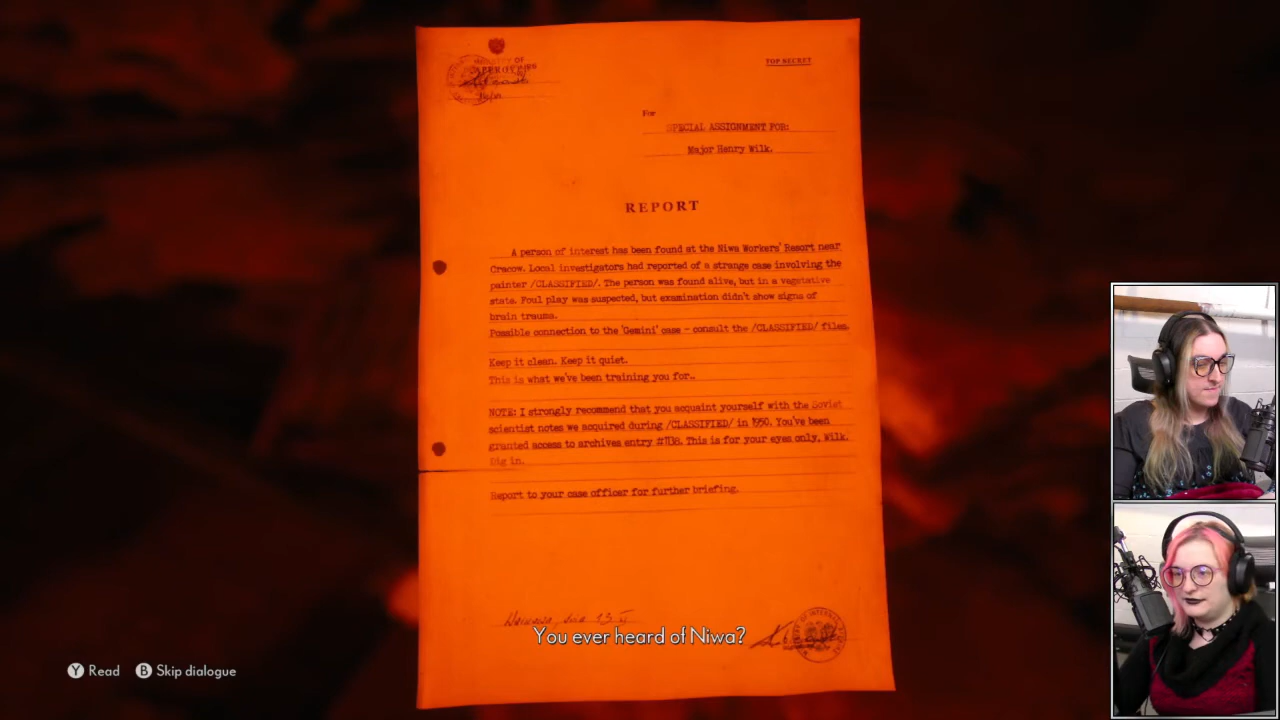 TOP SECRET
For
SPECIAL ASSIGNMENT FOR:
Major Henry Wilk.
REPORT
A person of interest has been found at the Niwa Workers' Resort near
Cracow. Local investigators had reported of a strange case involving the
painter /CLASSIFIED/. The person was found alive, but in a vegetative
state. Foul play was suspected, but examination didn't show signs of
brain trauma.
Possible connection to the 'Gemini' case - consult the /CLASSIFIED/ files.
Keep it clean. Keep it quiet.
This is what we've been training you for..
NOTE: I strongly recommend that you acquaint yourself with the Soviet
scientist notes we acquired during /CLASSIFIED/ in 1950. You've been
granted access to archives entry #1138. This is for your eyes only, Wilk.
Dig in.
Report to your case officer for further briefing.
You ever heard of Niwa?
Y Read B Skip dialogue